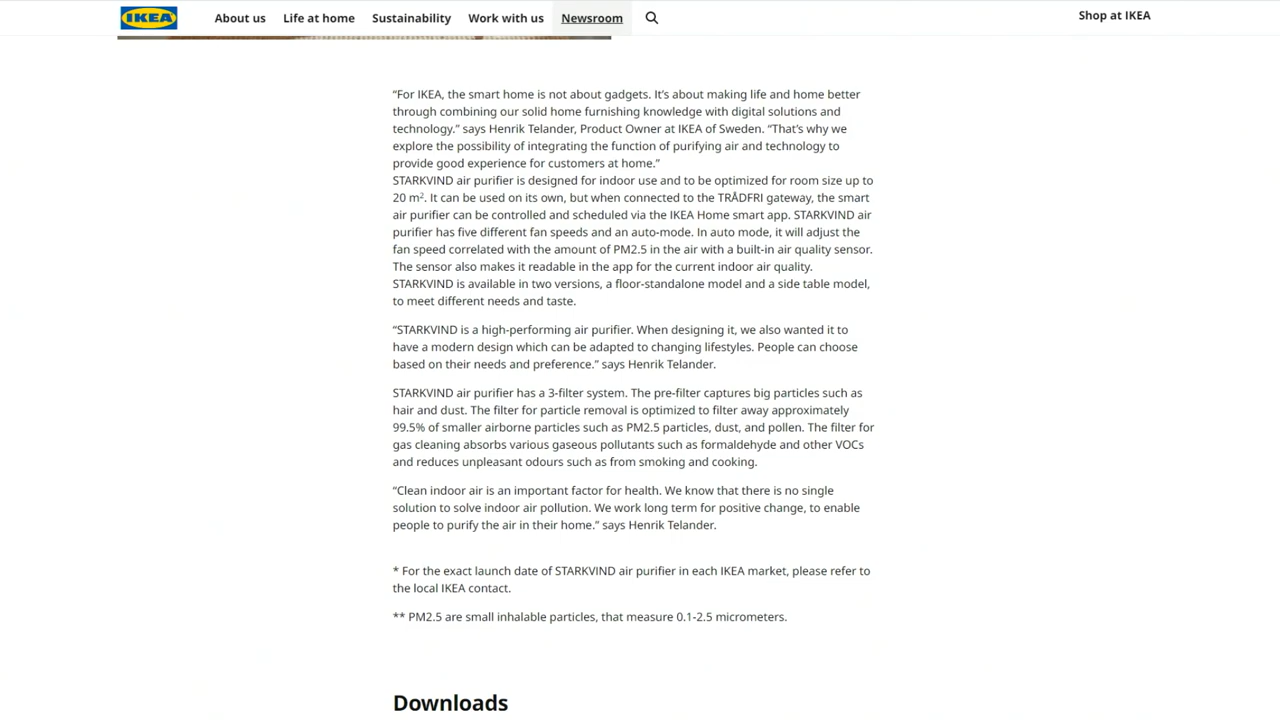 IKEA
About us Life at home Sustainability Work with us Newsroom Shop at IKEA
“For IKEA, the smart home is not about gadgets. It’s about making life and home better
through combining our solid home furnishing knowledge with digital solutions and
technology.” says Henrik Telander, Product Owner at IKEA of Sweden. “That’s why we
explore the possibility of integrating the function of purifying air and technology to
provide good experience for customers at home.”
STARKVIND air purifier is designed for indoor use and to be optimized for room size up to
20 m². It can be used on its own, but when connected to the TRÅDFRI gateway, the smart
air purifier can be controlled and scheduled via the IKEA Home smart app. STARKVIND air
purifier has five different fan speeds and an auto-mode. In auto mode, it will adjust the
fan speed correlated with the amount of PM2.5 in the air with a built-in air quality sensor.
The sensor also makes it readable in the app for the current indoor air quality.
STARKVIND is available in two versions, a floor-standalone model and a side table model,
to meet different needs and taste.
“STARKVIND is a high-performing air purifier. When designing it, we also wanted it to
have a modern design which can be adapted to changing lifestyles. People can choose
based on their needs and preference.” says Henrik Telander.
STARKVIND air purifier has a 3-filter system. The pre-filter captures big particles such as
hair and dust. The filter for particle removal is optimized to filter away approximately
99.5% of smaller airborne particles such as PM2.5 particles, dust, and pollen. The filter for
gas cleaning absorbs various gaseous pollutants such as formaldehyde and other VOCs
and reduces unpleasant odours such as from smoking and cooking.
“Clean indoor air is an important factor for health. We know that there is no single
solution to solve indoor air pollution. We work long term for positive change, to enable
people to purify the air in their home.” says Henrik Telander.
* For the exact launch date of STARKVIND air purifier in each IKEA market, please refer to
the local IKEA contact.
** PM2.5 are small inhalable particles, that measure 0.1-2.5 micrometers.
Downloads